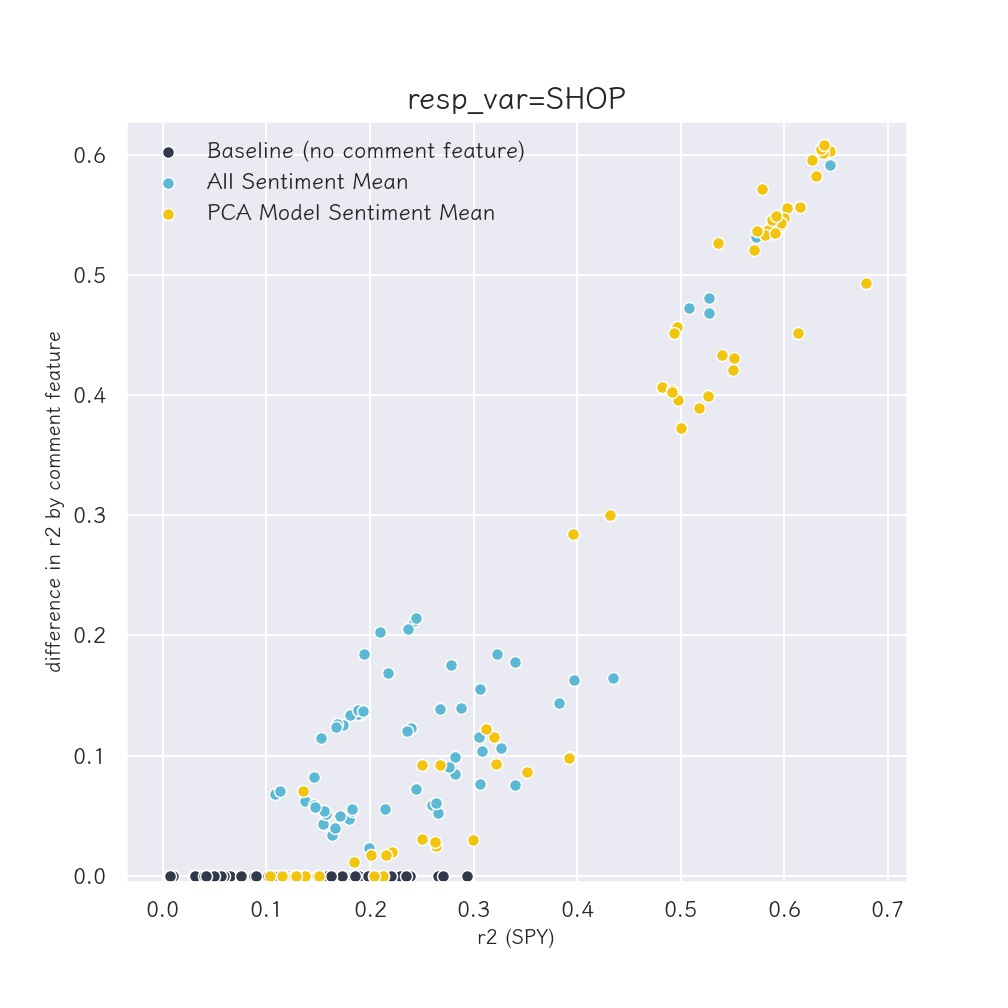 resp_var=SHOP
Baseline (no comment feature)
All Sentiment Mean
PCA Model Sentiment Mean
difference in r2 by comment feature
0.6
0.5
0.4
0.3
0.2
0.1
0.0
0.0 0.1 0.2 0.3 0.4 0.5 0.6 0.7
r2 (SPY)